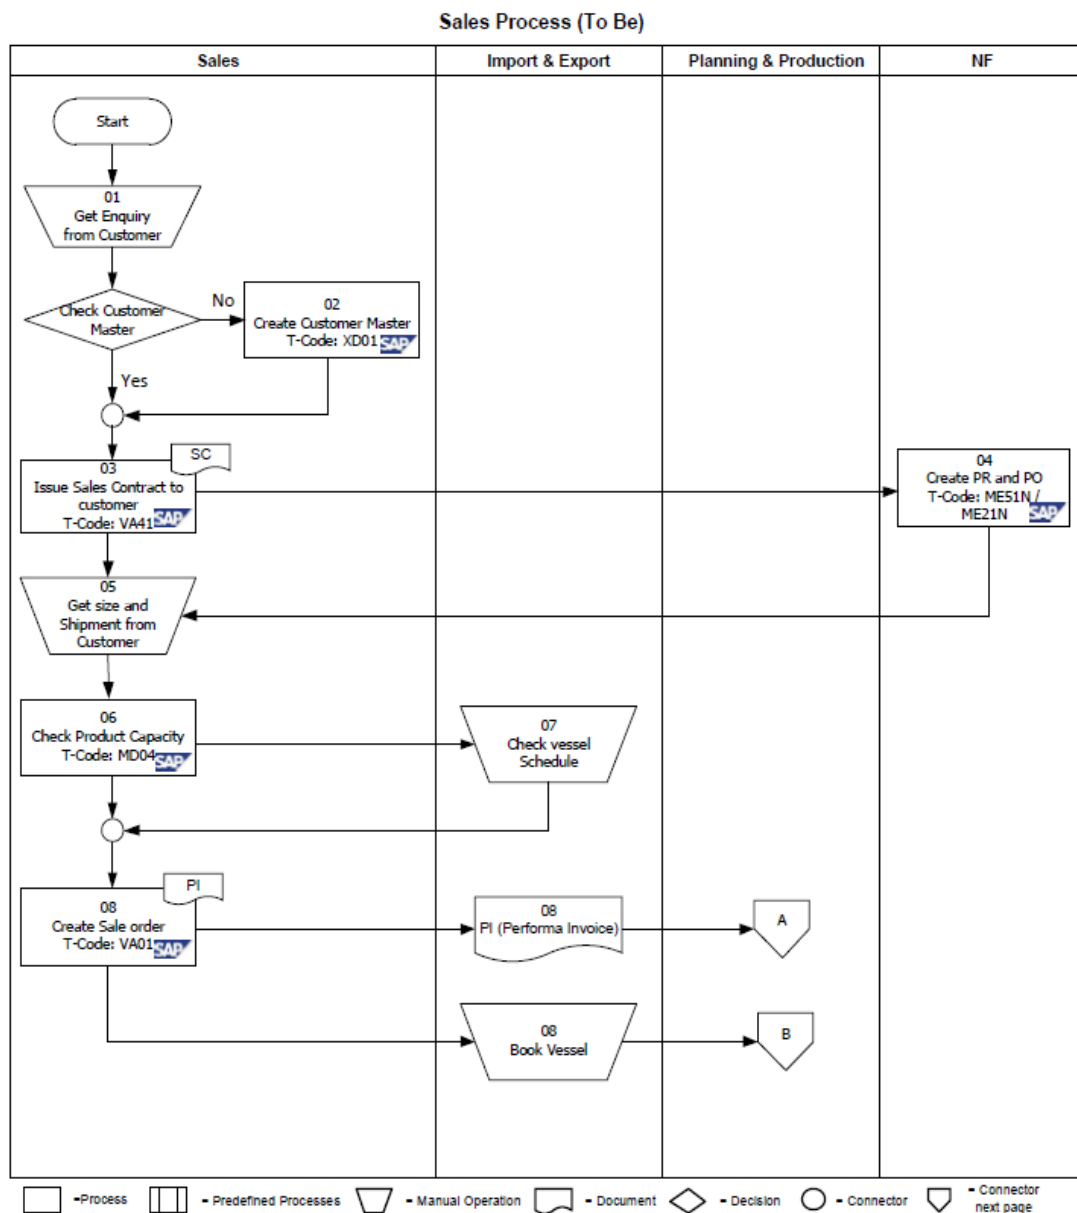 Sales Process (To Be)
Sales
Import & Export
Planning & Production
NF
Start
01
Get Enquiry
from Customer
Check Customer
Master
No
Yes
02
Create Customer Master
T-Code: XD01
SAP
SC
03
Issue Sales Contract to
customer
T-Code: VA41
SAP
04
Create PR and PO
T-Code: ME51N /
ME21N
SAP
05
Get size and
Shipment from
Customer
06
Check Product Capacity
T-Code: MD04
SAP
07
Check vessel
Schedule
PI
08
Create Sale order
T-Code: VA01
SAP
08
PI (Performa Invoice)
A
08
Book Vessel
B
=Process
= Predefined Processes
= Manual Operation
= Document
= Decision
= Connector
= Connector
next page